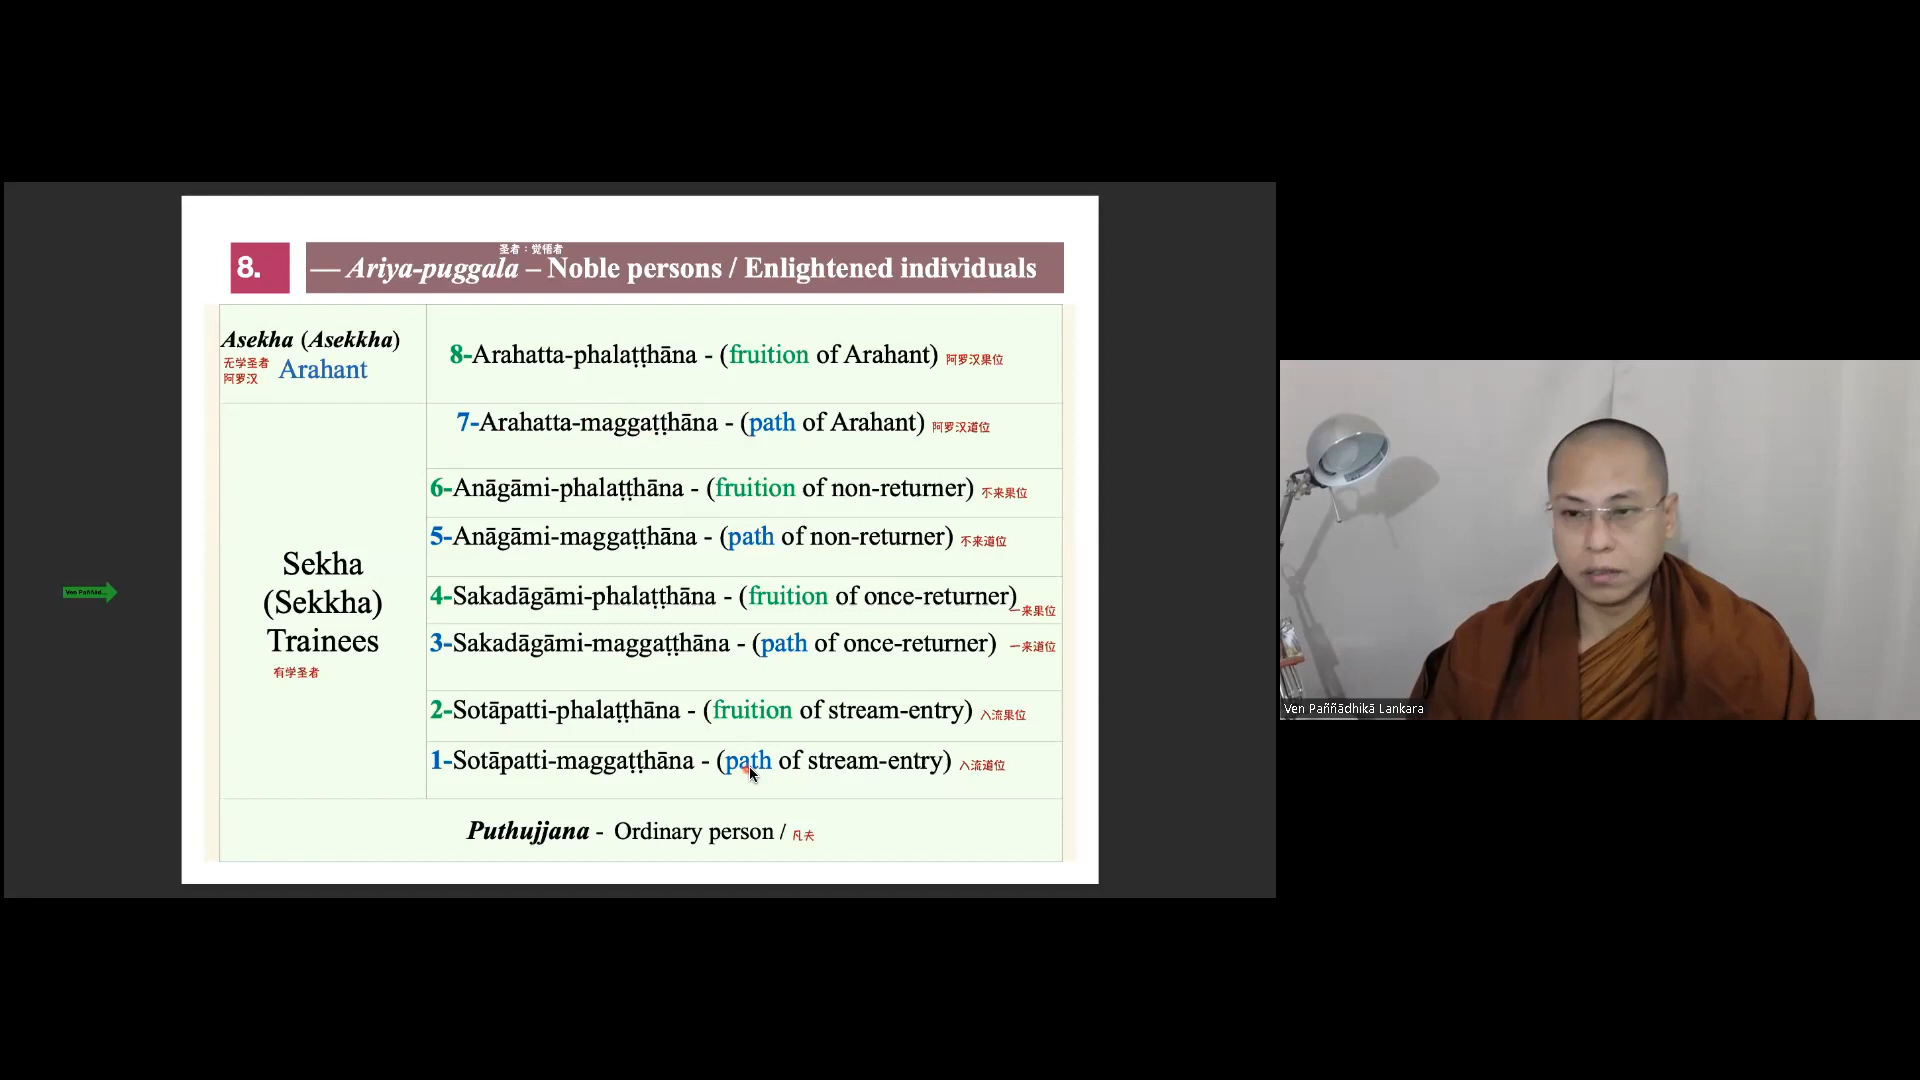 圣者：觉悟者
8.
— Ariya-puggala – Noble persons / Enlightened individuals
Asekha (Asekkha)
无学圣者
阿罗汉
Arahant
8-Arahatta-phalaṭṭhāna - (fruition of Arahant) 阿罗汉果位
7-Arahatta-maggaṭṭhāna - (path of Arahant) 阿罗汉道位
6-Anāgāmi-phalaṭṭhāna - (fruition of non-returner) 不来果位
5-Anāgāmi-maggaṭṭhāna - (path of non-returner) 不来道位
Sekha
(Sekkha)
Trainees
有学圣者
4-Sakadāgāmi-phalaṭṭhāna - (fruition of once-returner) 一来果位
3-Sakadāgāmi-maggaṭṭhāna - (path of once-returner) 一来道位
2-Sotāpatti-phalaṭṭhāna - (fruition of stream-entry) 入流果位
1-Sotāpatti-maggaṭṭhāna - (path of stream-entry) 入流道位
Puthujjana - Ordinary person / 凡夫
Ven Paññād...
Ven Paññādhikā Lankara